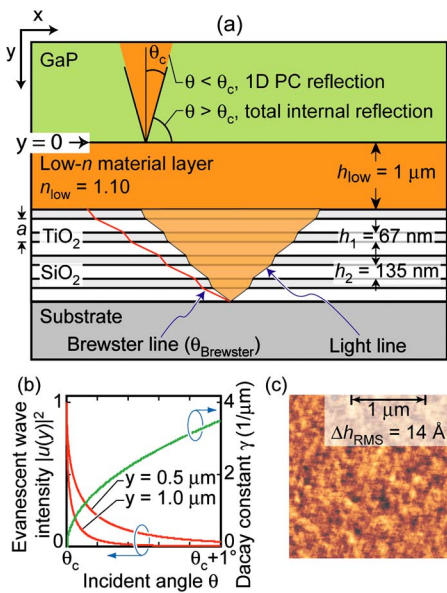 (a)
x
y
GaP
θc
θ < θc, 1D PC reflection
θ > θc, total internal reflection
y = 0
Low-n material layer
nlow = 1.10
hlow = 1 μm
a
TiO2
h1 = 67 nm
SiO2
h2 = 135 nm
Substrate
Brewster line (θBrewster)
Light line
(b)
Evanescent wave
intensity |u(y)|2
1
0
y = 0.5 μm
y = 1.0 μm
4
2
0
Dacay constant γ (1/μm)
θc
θc+1°
Incident angle θ
(c)
1 μm
ΔhRMS = 14 Å